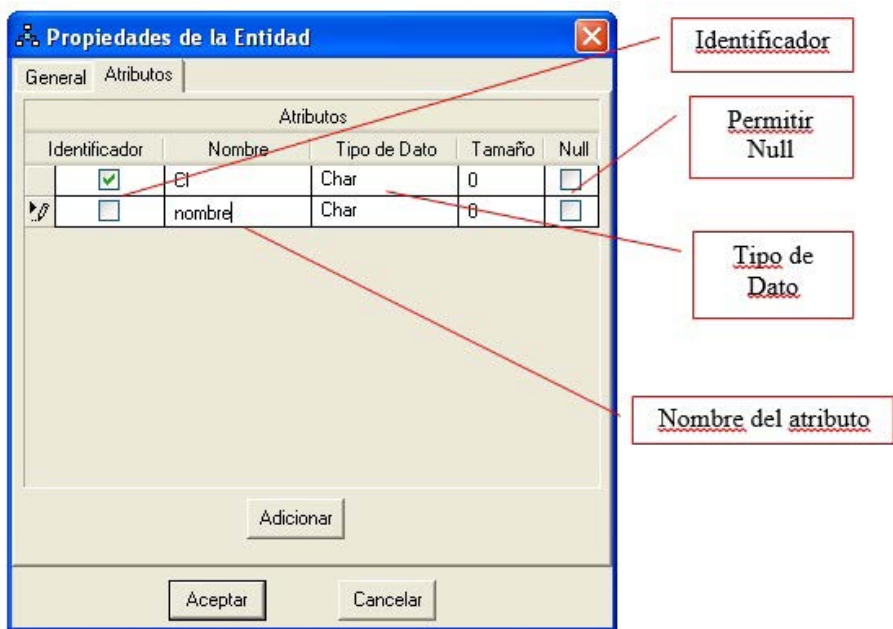 Propiedades de la Entidad
General Atributos
Atributos
Identificador Nombre Tipo de Dato Tamaño Null
CI Char 0
nombre Char 0
Adicionar
Aceptar Cancelar
Identificador
Permitir
Null
Tipo de
Dato
Nombre del atributo